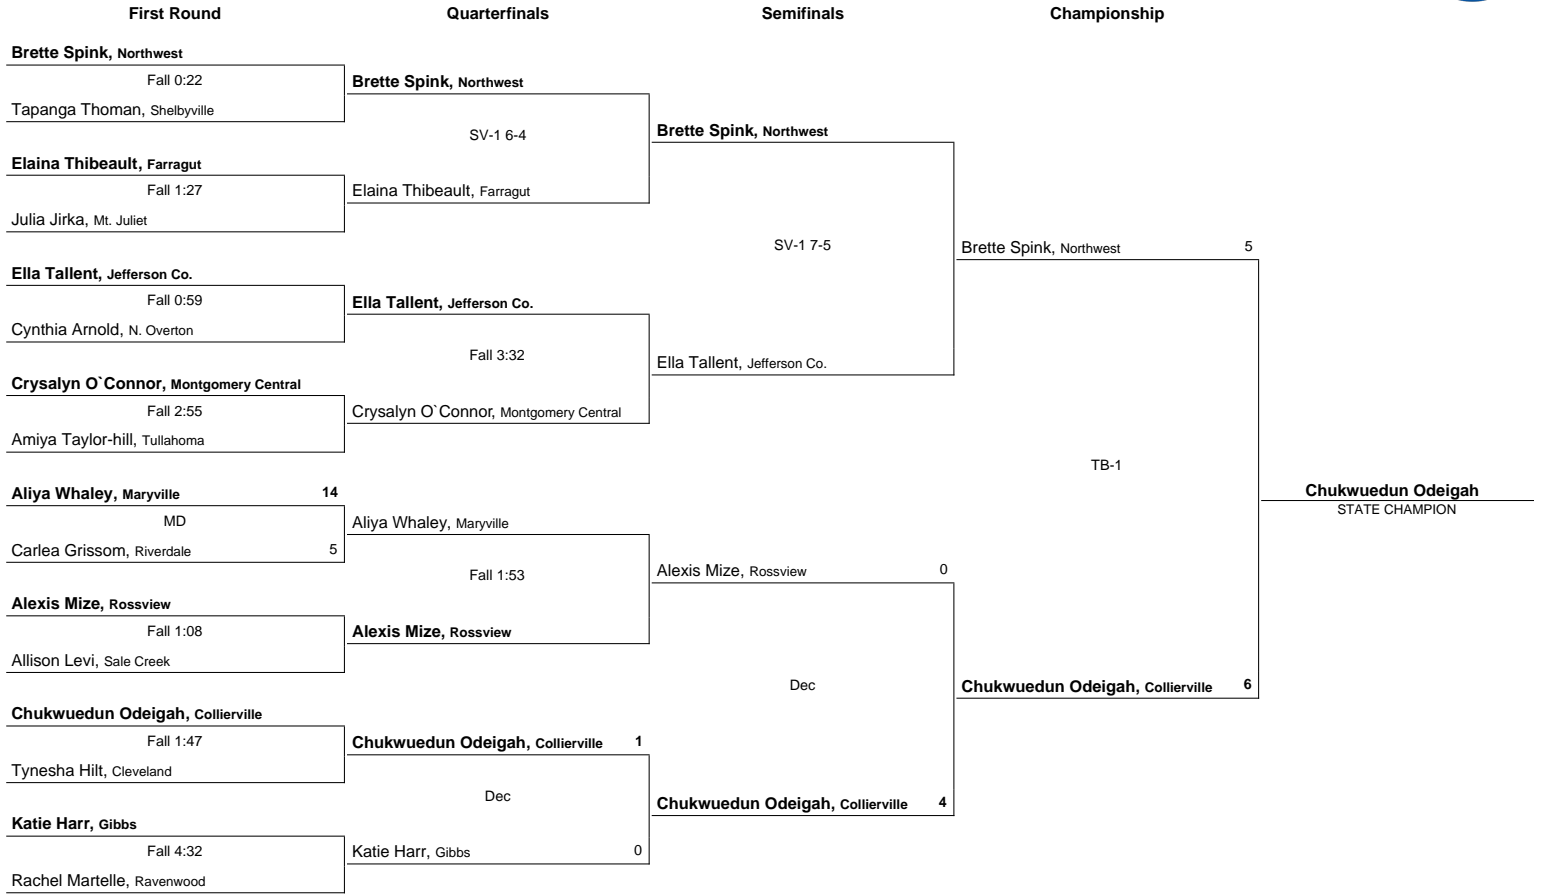 First Round
Quarterfinals
Semifinals
Championship
Brette Spink, Northwest
Fall 0:22
Tapanga Thoman, Shelbyville
Elaina Thibeault, Farragut
Fall 1:27
Julia Jirka, Mt. Juliet
Ella Tallent, Jefferson Co.
Fall 0:59
Cynthia Arnold, N. Overton
Crysalyn O`Connor, Montgomery Central
Fall 2:55
Amiya Taylor-hill, Tullahoma
Aliya Whaley, Maryville 14
MD
Carlea Grissom, Riverdale 5
Alexis Mize, Rossview
Fall 1:08
Allison Levi, Sale Creek
Chukwuedun Odeigah, Collierville
Fall 1:47
Tynesha Hilt, Cleveland
Katie Harr, Gibbs
Fall 4:32
Rachel Martelle, Ravenwood
Brette Spink, Northwest
SV-1 6-4
Elaina Thibeault, Farragut
Ella Tallent, Jefferson Co.
Fall 3:32
Crysalyn O`Connor, Montgomery Central
Aliya Whaley, Maryville
Fall 1:53
Alexis Mize, Rossview
Chukwuedun Odeigah, Collierville 1
Dec
Katie Harr, Gibbs 0
Brette Spink, Northwest
SV-1 7-5
Ella Tallent, Jefferson Co.
Alexis Mize, Rossview 0
Dec
Chukwuedun Odeigah, Collierville 4
Brette Spink, Northwest 5
TB-1
Chukwuedun Odeigah, Collierville 6
Chukwuedun Odeigah
STATE CHAMPION